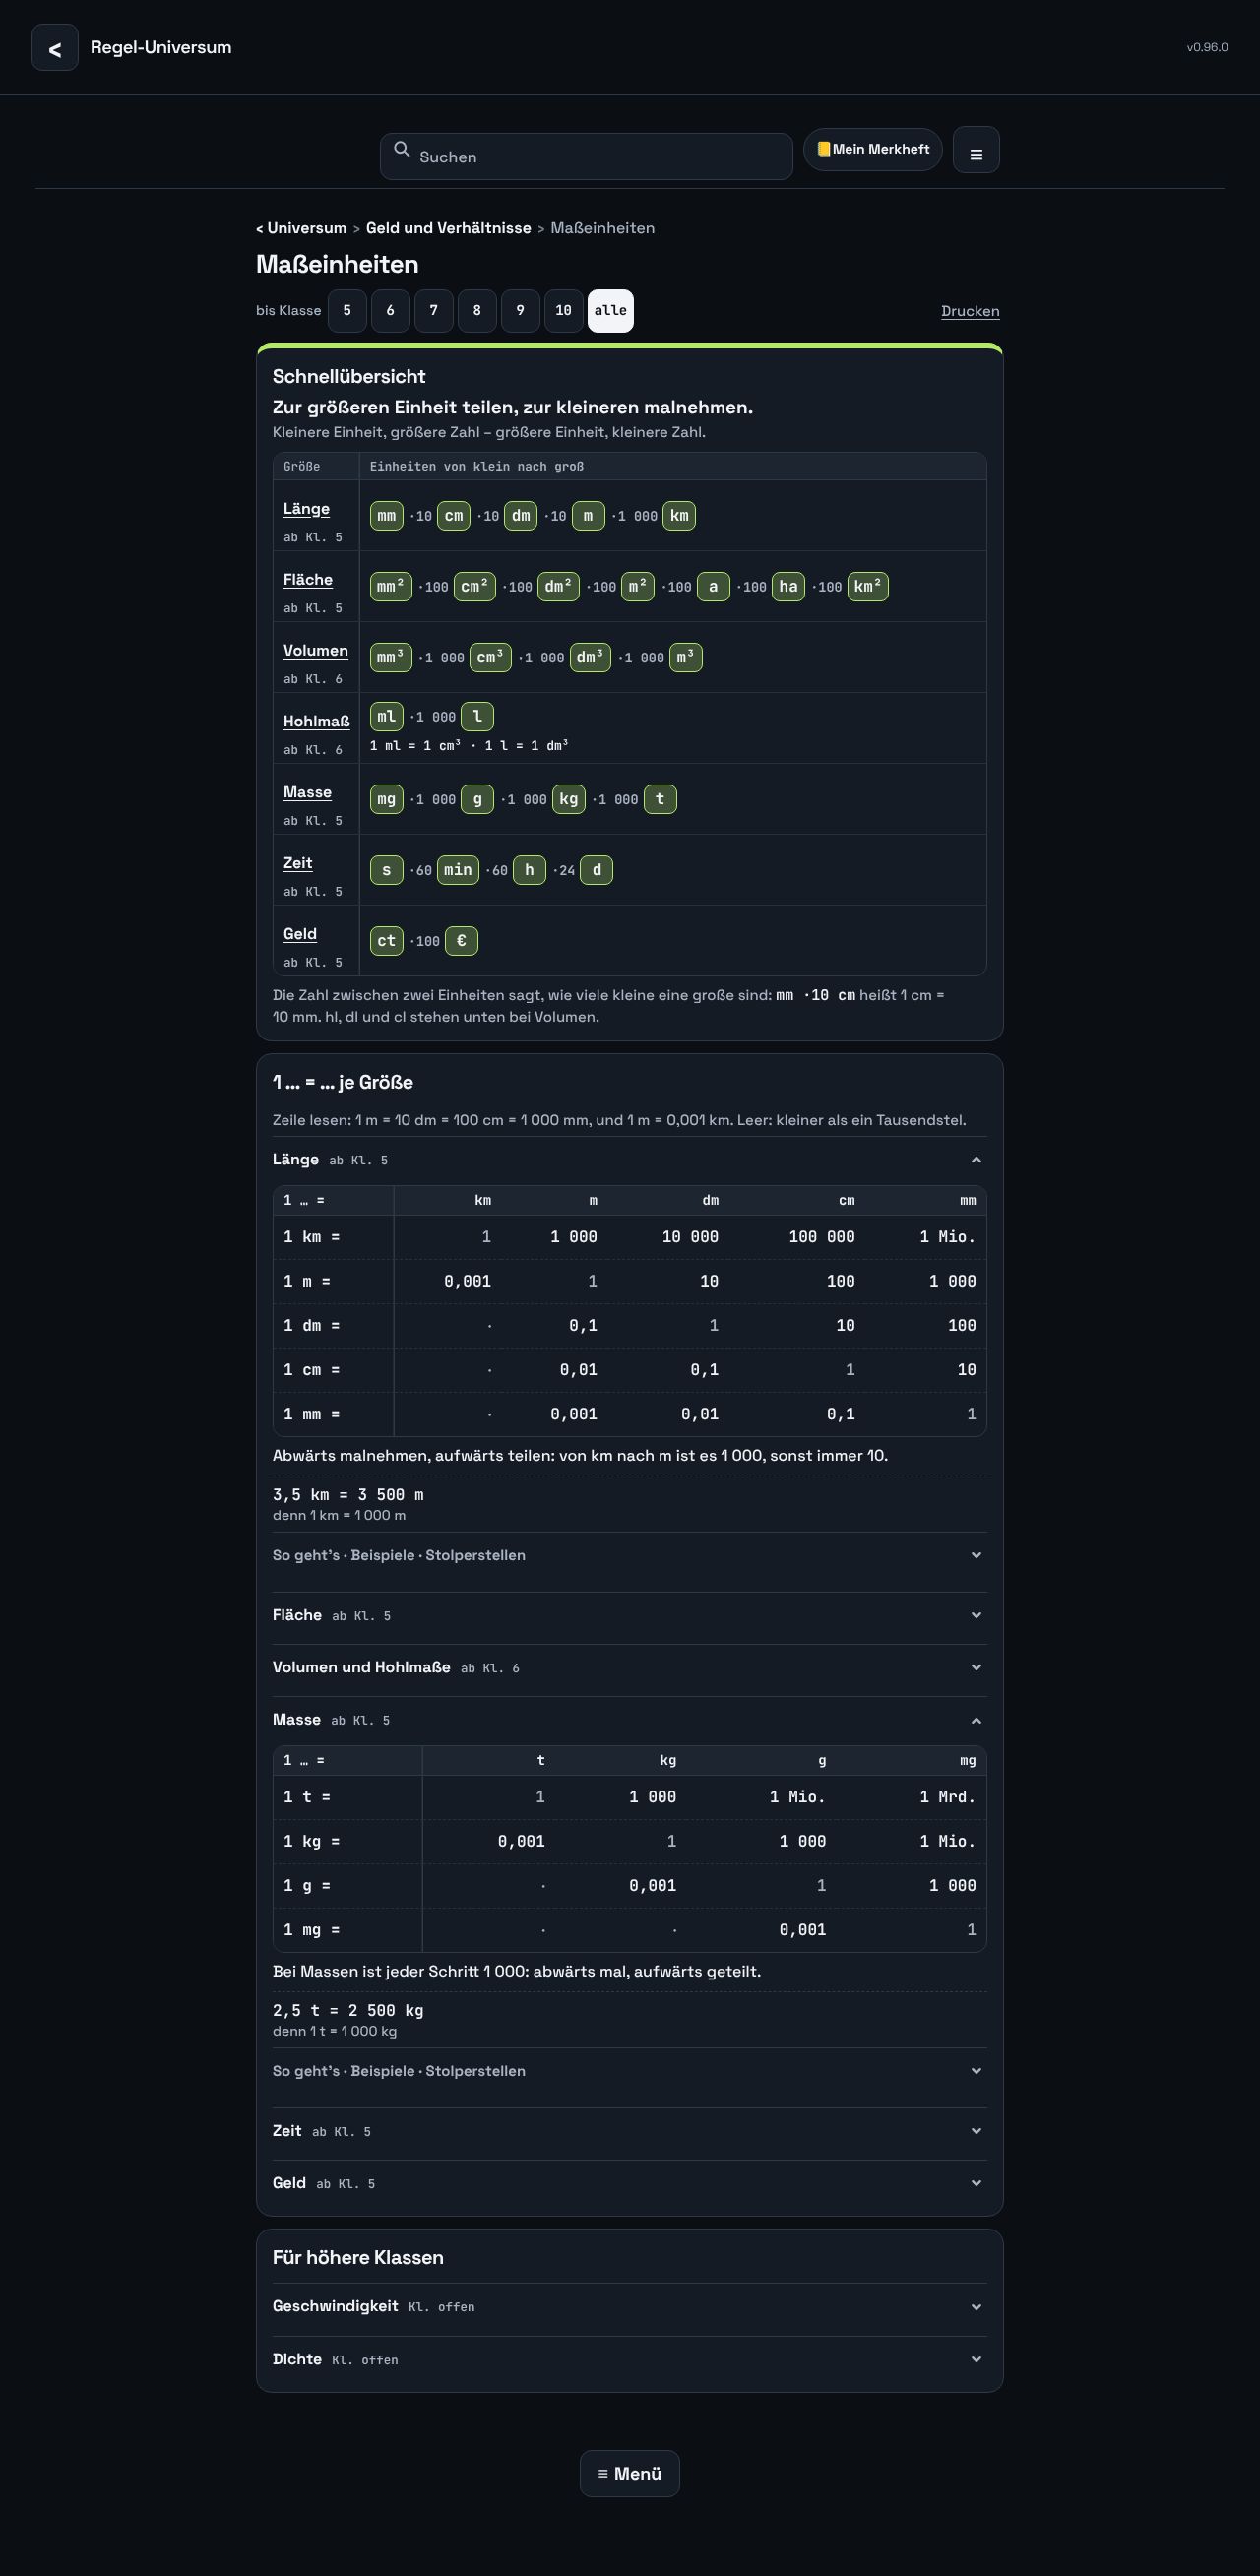 < Regel-Universum v0.96.0
Suchen 📒Mein Merkheft ≡
< Universum > Geld und Verhältnisse > Maßeinheiten
Maßeinheiten
bis Klasse 5 6 7 8 9 10 alle Drucken
Schnellübersicht
Zur größeren Einheit teilen, zur kleineren malnehmen.
Kleinere Einheit, größere Zahl – größere Einheit, kleinere Zahl.
Größe Einheiten von klein nach groß
Länge
ab Kl. 5
mm ·10 cm ·10 dm ·10 m ·1 000 km
Fläche
ab Kl. 5
mm² ·100 cm² ·100 dm² ·100 m² ·100 a ·100 ha ·100 km²
Volumen
ab Kl. 6
mm³ ·1 000 cm³ ·1 000 dm³ ·1 000 m³
Hohlmaß
ab Kl. 6
ml ·1 000 l
1 ml = 1 cm³ · 1 l = 1 dm³
Masse
ab Kl. 5
mg ·1 000 g ·1 000 kg ·1 000 t
Zeit
ab Kl. 5
s ·60 min ·60 h ·24 d
Geld
ab Kl. 5
ct ·100 €
Die Zahl zwischen zwei Einheiten sagt, wie viele kleine eine große sind: mm ·10 cm heißt 1 cm =
10 mm. hl, dl und cl stehen unten bei Volumen.
1 … = … je Größe
Zeile lesen: 1 m = 10 dm = 100 cm = 1 000 mm, und 1 m = 0,001 km. Leer: kleiner als ein Tausendstel.
Länge ab Kl. 5
1 … = km m dm cm mm
1 km = 1 1 000 10 000 100 000 1 Mio.
1 m = 0,001 1 10 100 1 000
1 dm = · 0,1 1 10 100
1 cm = · 0,01 0,1 1 10
1 mm = · 0,001 0,01 0,1 1
Abwärts malnehmen, aufwärts teilen: von km nach m ist es 1 000, sonst immer 10.
3,5 km = 3 500 m
denn 1 km = 1 000 m
So geht's · Beispiele · Stolperstellen
Fläche ab Kl. 5
Volumen und Hohlmaße ab Kl. 6
Masse ab Kl. 5
1 … = t kg g mg
1 t = 1 1 000 1 Mio. 1 Mrd.
1 kg = 0,001 1 1 000 1 Mio.
1 g = · 0,001 1 1 000
1 mg = · · 0,001 1
Bei Massen ist jeder Schritt 1 000: abwärts mal, aufwärts geteilt.
2,5 t = 2 500 kg
denn 1 t = 1 000 kg
So geht's · Beispiele · Stolperstellen
Zeit ab Kl. 5
Geld ab Kl. 5
Für höhere Klassen
Geschwindigkeit Kl. offen
Dichte Kl. offen
≡ Menü